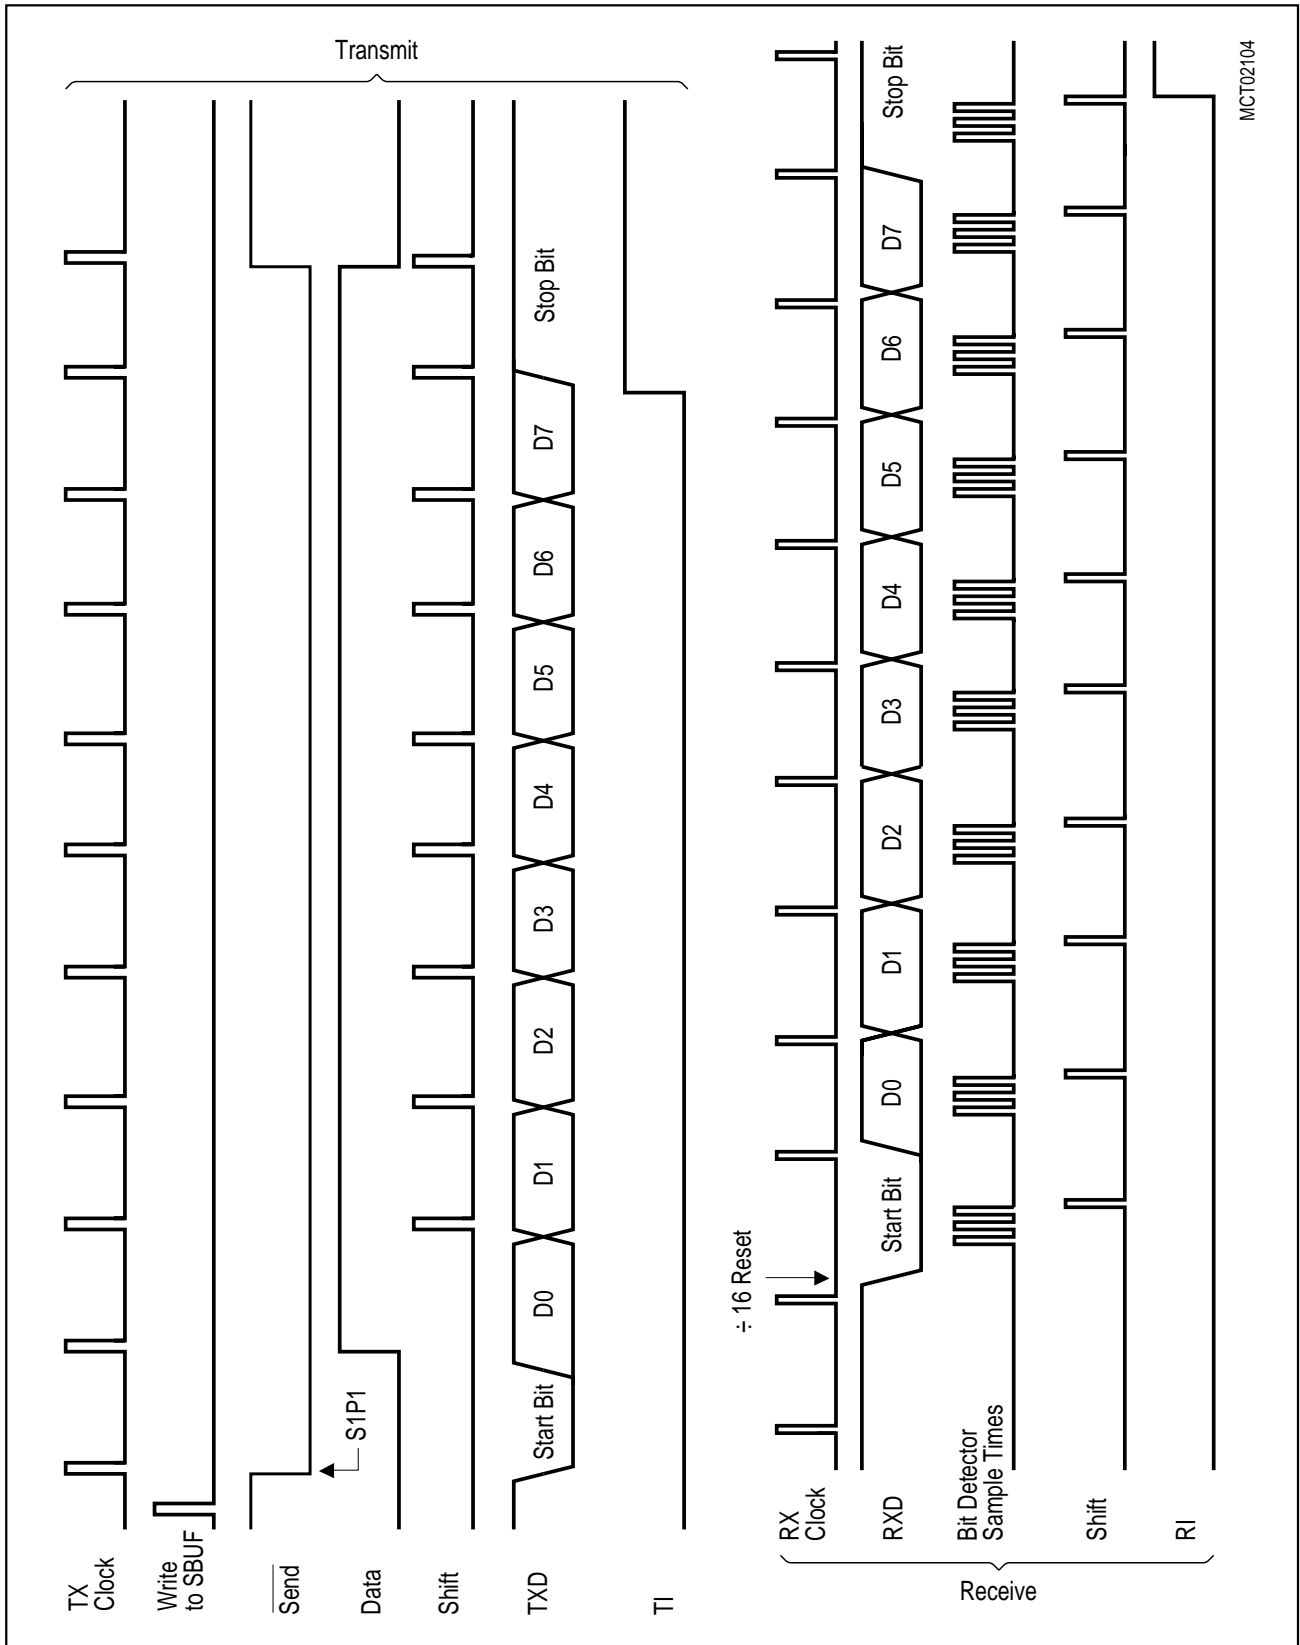 Transmit
TX
Clock
Write
to SBUF
Send
S1P1
Data
Shift
TXD
Start Bit
D0
D1
D2
D3
D4
D5
D6
D7
Stop Bit
TI
÷ 16 Reset
RX
Clock
RXD
Start Bit
D0
D1
D2
D3
D4
D5
D6
D7
Stop Bit
Bit Detector
Sample Times
Shift
RI
Receive
MCT02104